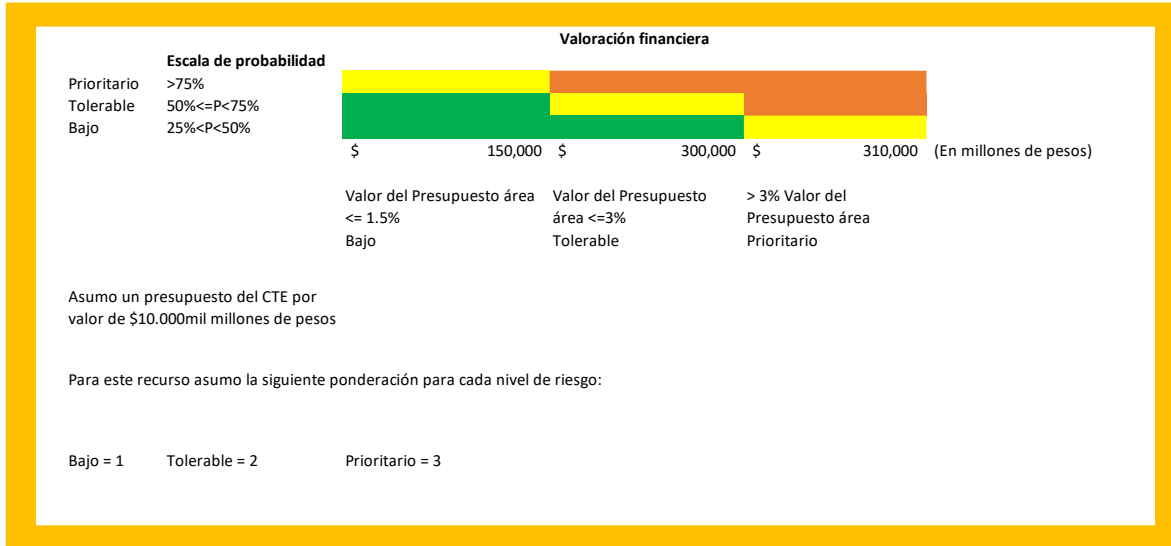 Valoración financiera
Escala de probabilidad
Prioritario >75%
Tolerable 50%<=P<75%
Bajo 25%<P<50%
$ 150,000 $ 300,000 $ 310,000 (En millones de pesos)
Valor del Presupuesto área Valor del Presupuesto > 3% Valor del
<= 1.5% área <=3% Presupuesto área
Bajo Tolerable Prioritario
Asumo un presupuesto del CTE por
valor de $10.000mil millones de pesos
Para este recurso asumo la siguiente ponderación para cada nivel de riesgo:
Bajo = 1 Tolerable = 2 Prioritario = 3